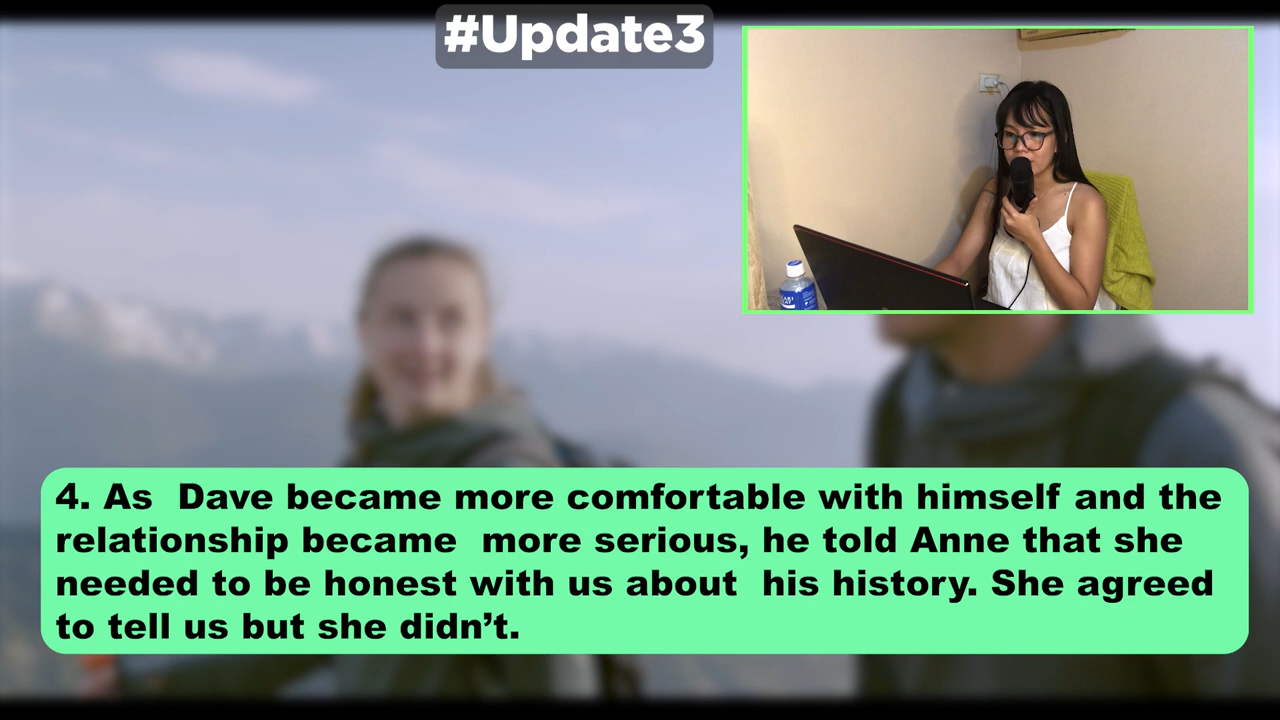 #Update3
4. As  Dave became more comfortable with himself and the
relationship became  more serious, he told Anne that she
needed to be honest with us about  his history. She agreed
to tell us but she didn’t.